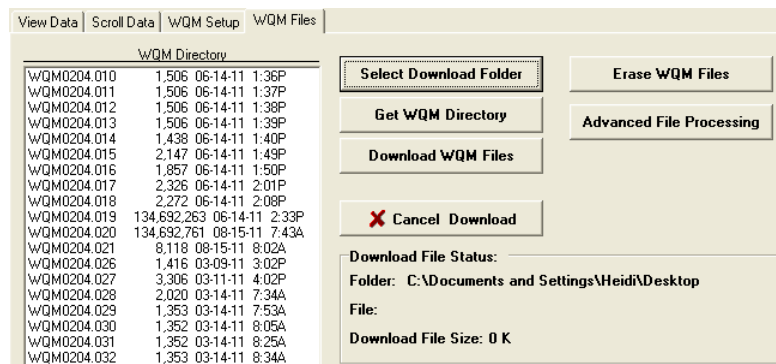 View Data Scroll Data WQM Setup WQM Files
WQM Directory
WQM0204.010 1,506 06-14-11 1:36P
WQM0204.011 1,506 06-14-11 1:37P
WQM0204.012 1,506 06-14-11 1:38P
WQM0204.013 1,506 06-14-11 1:39P
WQM0204.014 1,438 06-14-11 1:40P
WQM0204.015 2,147 06-14-11 1:49P
WQM0204.016 1,857 06-14-11 1:50P
WQM0204.017 2,326 06-14-11 2:01P
WQM0204.018 2,272 06-14-11 2:08P
WQM0204.019 134,692,263 06-14-11 2:33P
WQM0204.020 134,692,761 08-15-11 7:43A
WQM0204.021 8,118 08-15-11 8:02A
WQM0204.026 1,416 03-09-11 3:02P
WQM0204.027 3,306 03-11-11 4:02P
WQM0204.028 2,020 03-14-11 7:34A
WQM0204.029 1,353 03-14-11 7:53A
WQM0204.030 1,352 03-14-11 8:05A
WQM0204.031 1,352 03-14-11 8:25A
WQM0204.032 1,353 03-14-11 8:34A
Select Download Folder
Get WQM Directory
Download WQM Files
Cancel Download
Erase WQM Files
Advanced File Processing
Download File Status:
Folder: C:\Documents and Settings\Heidi\Desktop
File:
Download File Size: 0 K